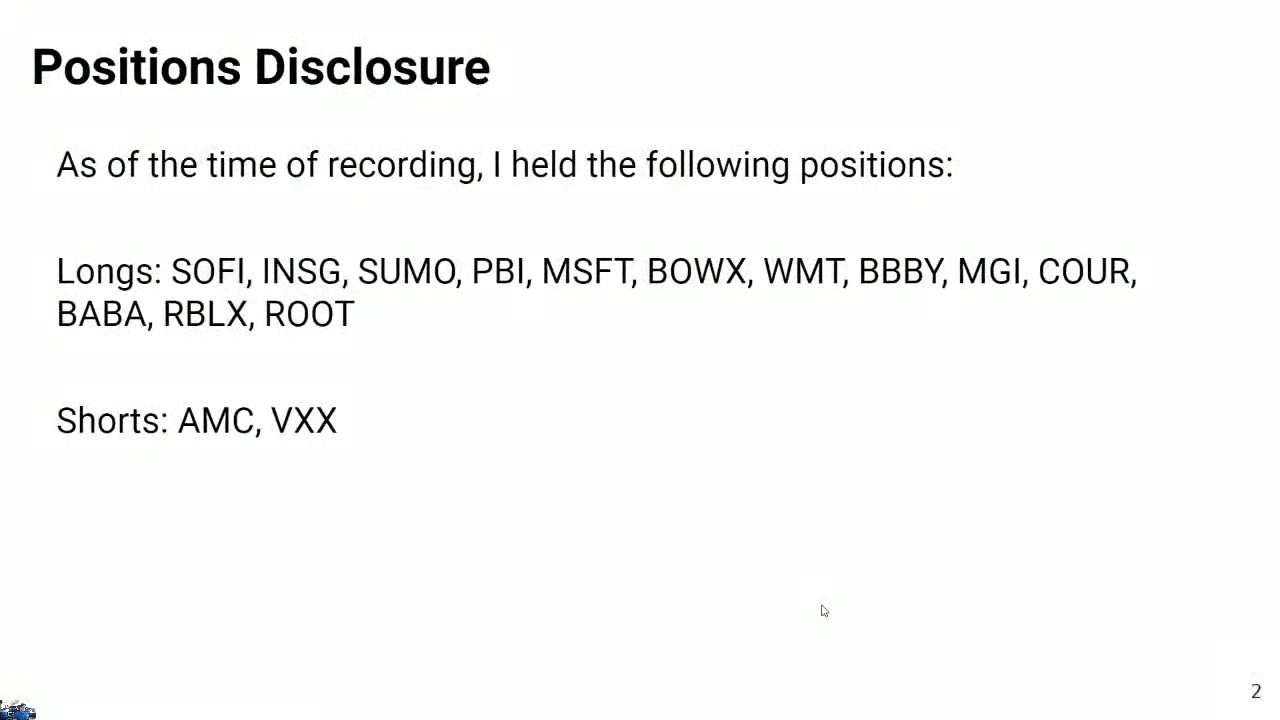 Positions Disclosure
As of the time of recording, I held the following positions:
Longs: SOFI, INSG, SUMO, PBI, MSFT, BOWX, WMT, BBBY, MGI, COUR,
BABA, RBLX, ROOT
Shorts: AMC, VXX
2